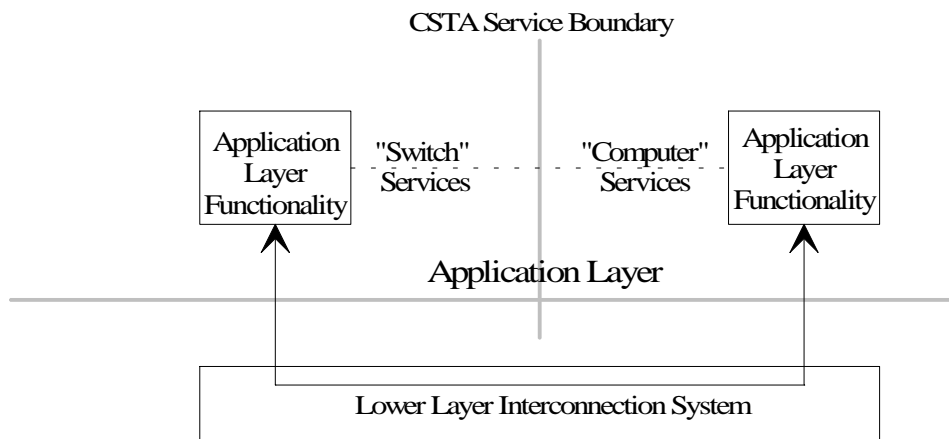 CSTA Service Boundary
Application
Layer
Functionality
"Switch"
Services
"Computer"
Services
Application
Layer
Functionality
Application Layer
Lower Layer Interconnection System